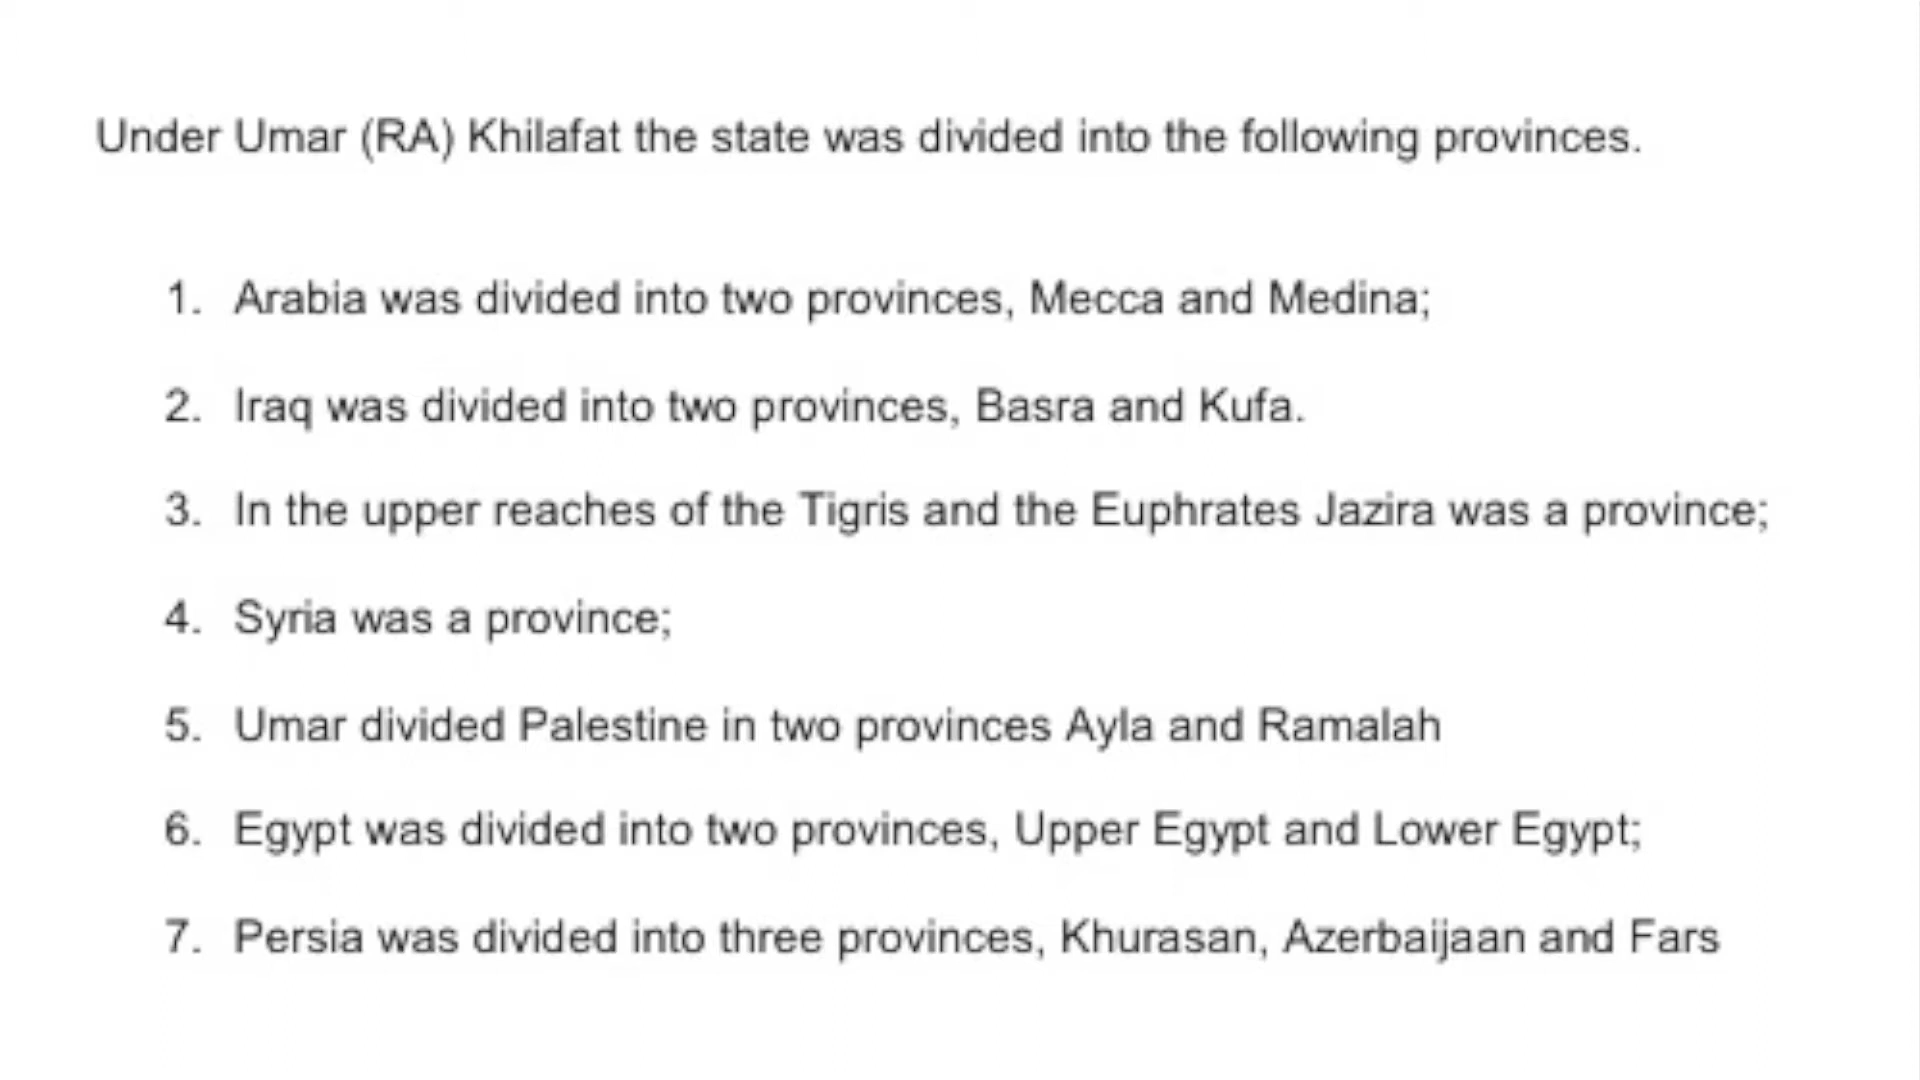 Under Umar (RA) Khilafat the state was divided into the following provinces.
1. Arabia was divided into two provinces, Mecca and Medina;
2. Iraq was divided into two provinces, Basra and Kufa.
3. In the upper reaches of the Tigris and the Euphrates Jazira was a province;
4. Syria was a province;
5. Umar divided Palestine in two provinces Ayla and Ramalah
6. Egypt was divided into two provinces, Upper Egypt and Lower Egypt;
7. Persia was divided into three provinces, Khurasan, Azerbaijaan and Fars